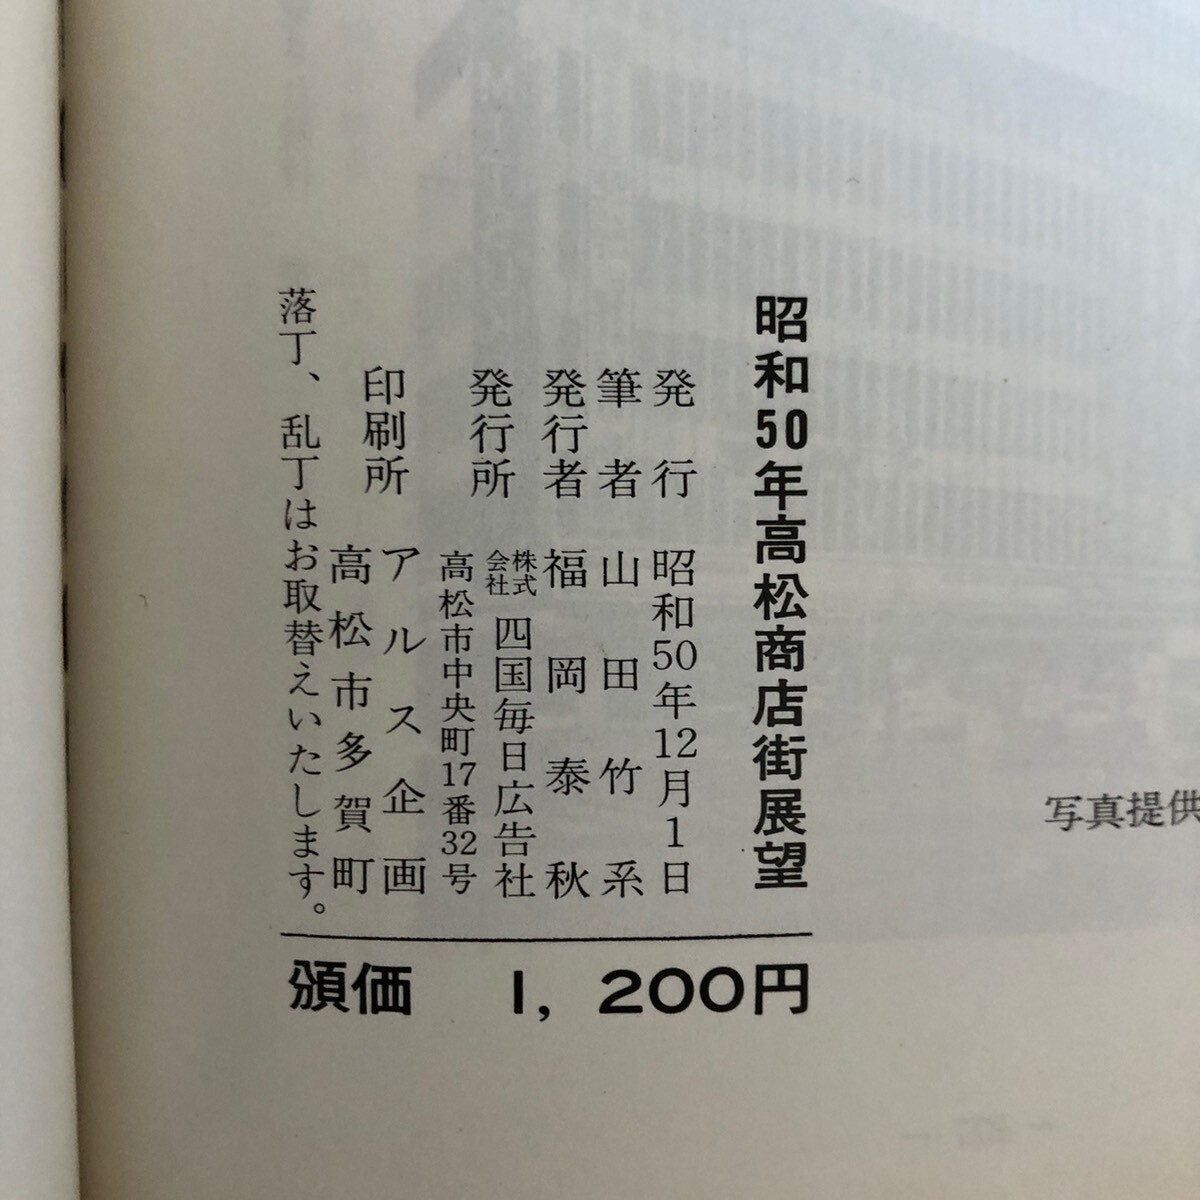 写真提供
昭和50年高松商店街展望
発行 昭和50年12月1日
筆者 山田竹系
発行者 福岡泰秋
発行所 株式会社 四国毎日広告社
高松市中央町17番32号
印刷所 アルス企画
高松市多賀町
落丁、乱丁はお取替えいたします。
頒価 1,200円